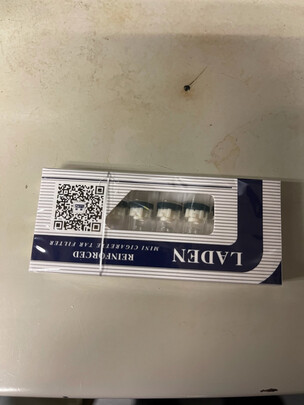 LADEN
REINFORCED
MINI CIGARETTE TAR FILTER